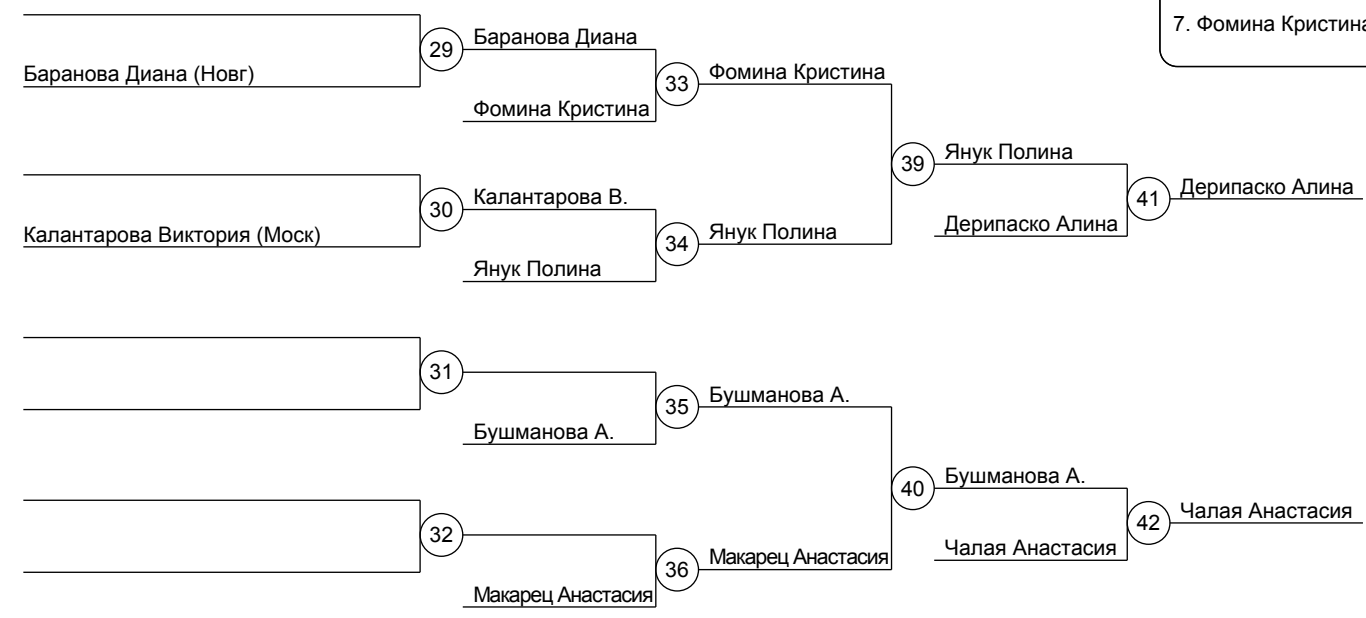 7. Фомина Кристина
29
Баранова Диана
Баранова Диана (Новг)
33
Фомина Кристина
Фомина Кристина
39
Янук Полина
30
Калантарова В.
41
Дерипаско Алина
Калантарова Виктория (Моск)
34
Янук Полина
Дерипаско Алина
Янук Полина
31
35
Бушманова А.
Бушманова А.
40
Бушманова А.
32
42
Чалая Анастасия
36
Макарец Анастасия
Чалая Анастасия
Макарец Анастасия